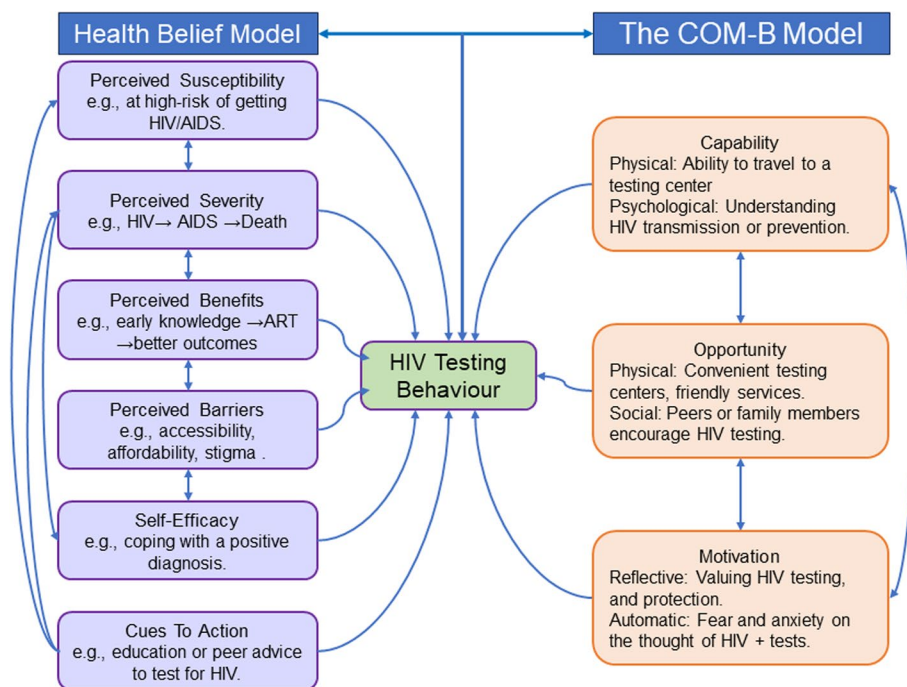 Health Belief Model
The COM-B Model
Perceived Susceptibility
e.g., at high-risk of getting
HIV/AIDS.
Perceived Severity
e.g., HIV→ AIDS →Death
Perceived Benefits
e.g., early knowledge →ART
→better outcomes
Perceived Barriers
e.g., accessibility,
affordability, stigma .
Self-Efficacy
e.g., coping with a positive
diagnosis.
Cues To Action
e.g., education or peer advice
to test for HIV.
HIV Testing
Behaviour
Capability
Physical: Ability to travel to a
testing center
Psychological: Understanding
HIV transmission or prevention.
Opportunity
Physical: Convenient testing
centers, friendly services.
Social: Peers or family members
encourage HIV testing.
Motivation
Reflective: Valuing HIV testing,
and protection.
Automatic: Fear and anxiety on
the thought of HIV + tests.